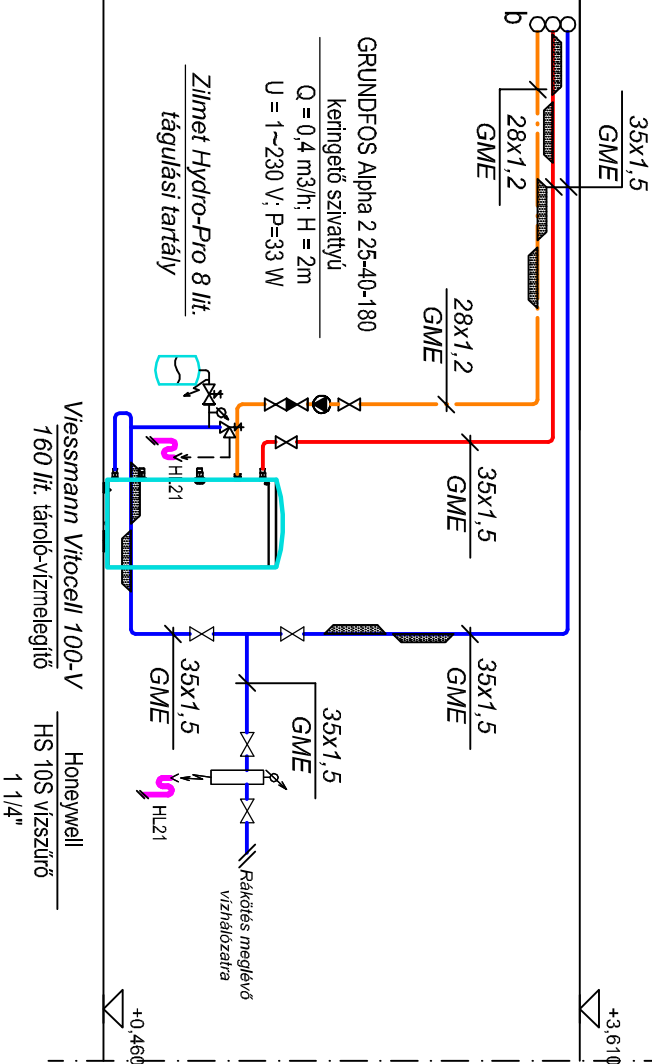 b
35x1,5
GME
28x1,2
GME
GRUNDFOS Alpha 2 25-40-180
keringető szivattyú
Q = 0,4 m3/h; H = 2m
U = 1~230 V; P=33 W
Zilmet Hydro-Pro 8 lit.
tágulási tartály
28x1,2
GME
35x1,5
GME
HL21
Viessmann Vitocell 100-V
160 lit. tároló-vízmelegítő
35x1,5
GME
35x1,5
GME
35x1,5
GME
HL21
Honeywell
HS 10S vízszűrő
1 1/4"
Rákötés meglévő
vízhálózatra
+3,610
+0,460